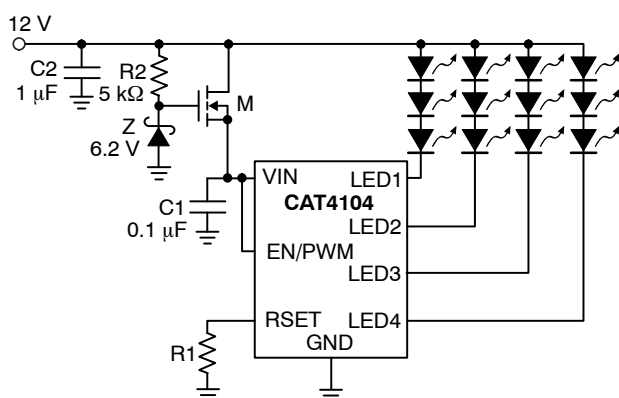 12 V
C2
1 μF
R2
5 kΩ
M
Z
6.2 V
VIN
LED1
CAT4104
C1
0.1 μF
LED2
EN/PWM
LED3
RSET
LED4
R1
GND